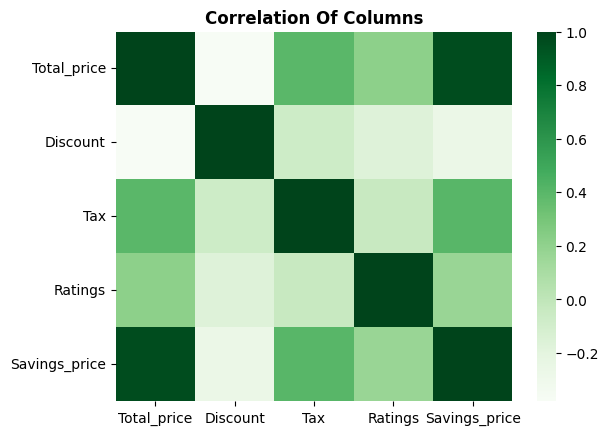 Correlation Of Columns
Total_price
Discount
Tax
Ratings
Savings_price
Total_price Discount Tax Ratings Savings_price
1.0
0.8
0.6
0.4
0.2
0.0
−0.2